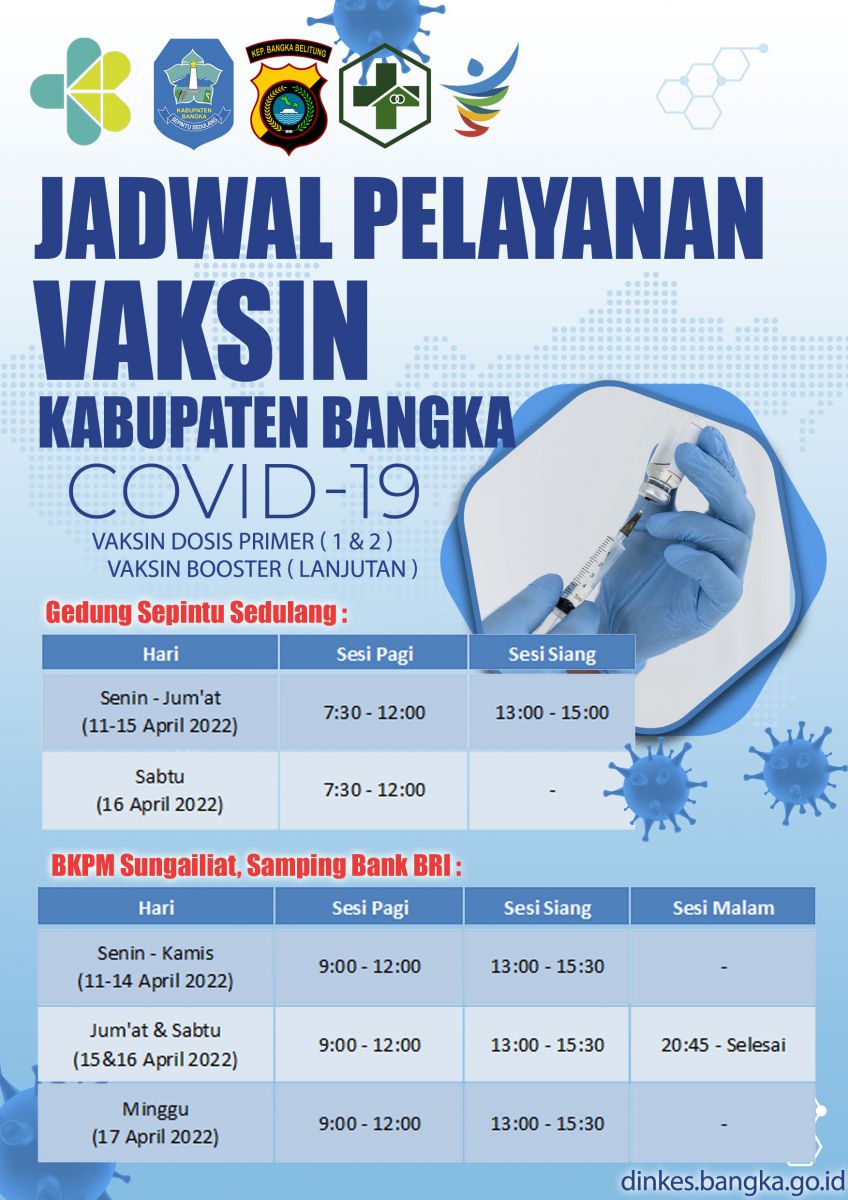 KEP. BANGKA BELITUNG
KABUPATEN
BANGKA
SEPINTU SEDULANG
JADWAL PELAYANAN
VAKSIN
KABUPATEN BANGKA
COVID-19
VAKSIN DOSIS PRIMER ( 1 & 2 )
VAKSIN BOOSTER ( LANJUTAN )
Gedung Sepintu Sedulang :
Hari Sesi Pagi Sesi Siang
Senin - Jum'at
(11-15 April 2022) 7:30 - 12:00 13:00 - 15:00
Sabtu
(16 April 2022) 7:30 - 12:00 -
BKPM Sungailiat, Samping Bank BRI :
Hari Sesi Pagi Sesi Siang Sesi Malam
Senin - Kamis
(11-14 April 2022) 9:00 - 12:00 13:00 - 15:30 -
Jum'at & Sabtu
(15&16 April 2022) 9:00 - 12:00 13:00 - 15:30 20:45 - Selesai
Minggu
(17 April 2022) 9:00 - 12:00 13:00 - 15:30 -
dinkes.bangka.go.id